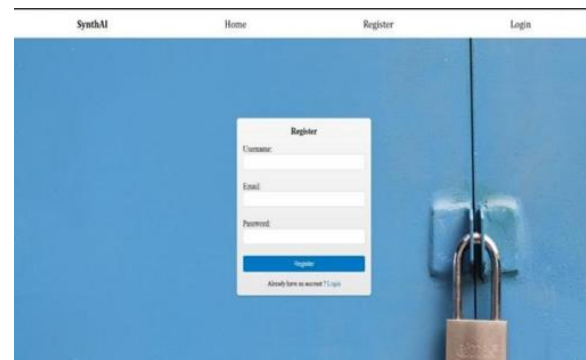 SynthAI Home Register Login
Register
Username:
Email:
Password:
Register
Already have an account ? Login